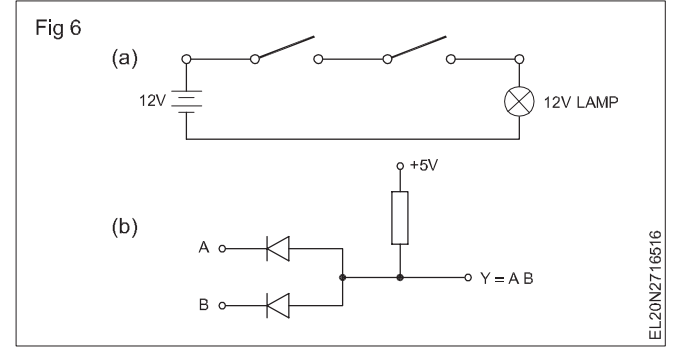 Fig 6
(a)
12V
12V LAMP
+5V
(b)
A
Y = A B
B
EL20N2716516